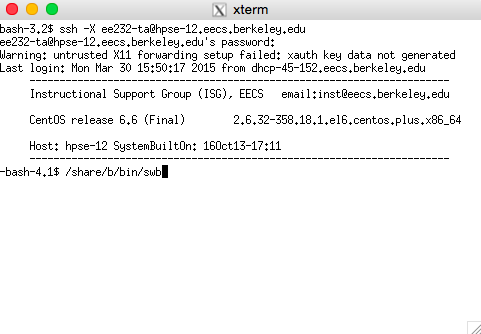 xterm
bash-3.2$ ssh -X ee232-ta@hpse-12.eecs.berkeley.edu
ee232-ta@hpse-12.eecs.berkeley.edu's password:
Warning: untrusted X11 forwarding setup failed: xauth key data not generated
Last login: Mon Mar 30 15:50:17 2015 from dhcp-45-152.eecs.berkeley.edu
----------------------------------------------------------------------
Instructional Support Group (ISG), EECS   email:inst@eecs.berkeley.edu
CentOS release 6.6 (Final)        2.6.32-358.18.1.el6.centos.plus.x86_64
Host: hpse-12 SystemBuiltOn: 16Oct13-17:11
----------------------------------------------------------------------
-bash-4.1$ /share/b/bin/swb